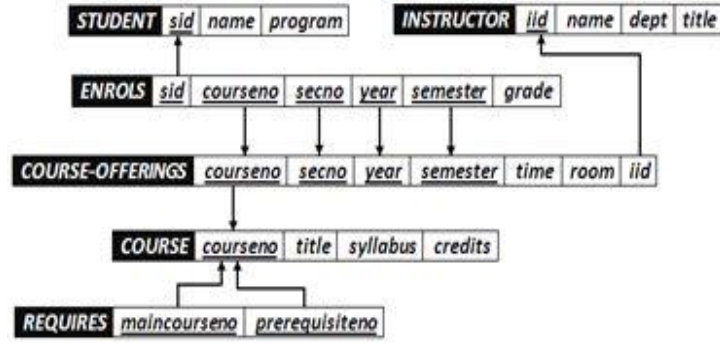 STUDENT sid name program INSTRUCTOR iid name dept title
ENROLS sid courseno secno year semester grade
COURSE-OFFERINGS courseno secno year semester time room iid
COURSE courseno title syllabus credits
REQUIRES maincourseno prerequisiteno